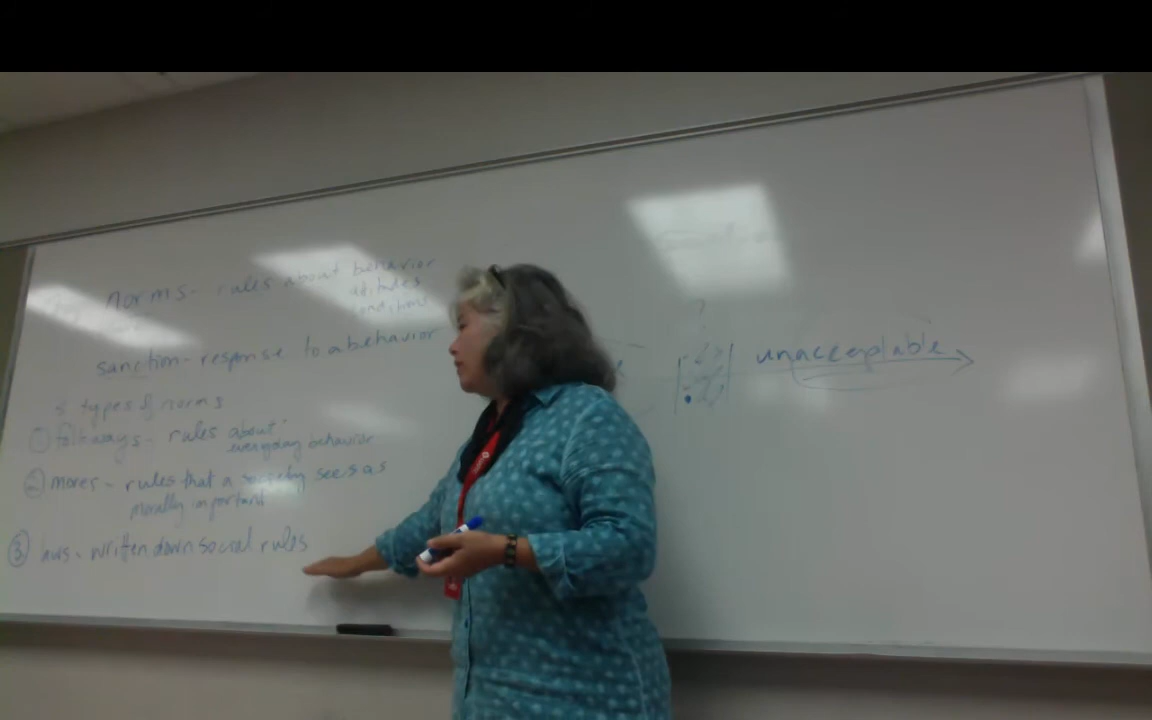 norms - rules about behavior
attitudes
conditions
sanction - response to a behavior
types of norms
① folkways - rules about
everyday behavior
② mores - rules that a society sees as
morally important
③ laws - written down social rules
?
unacceptable